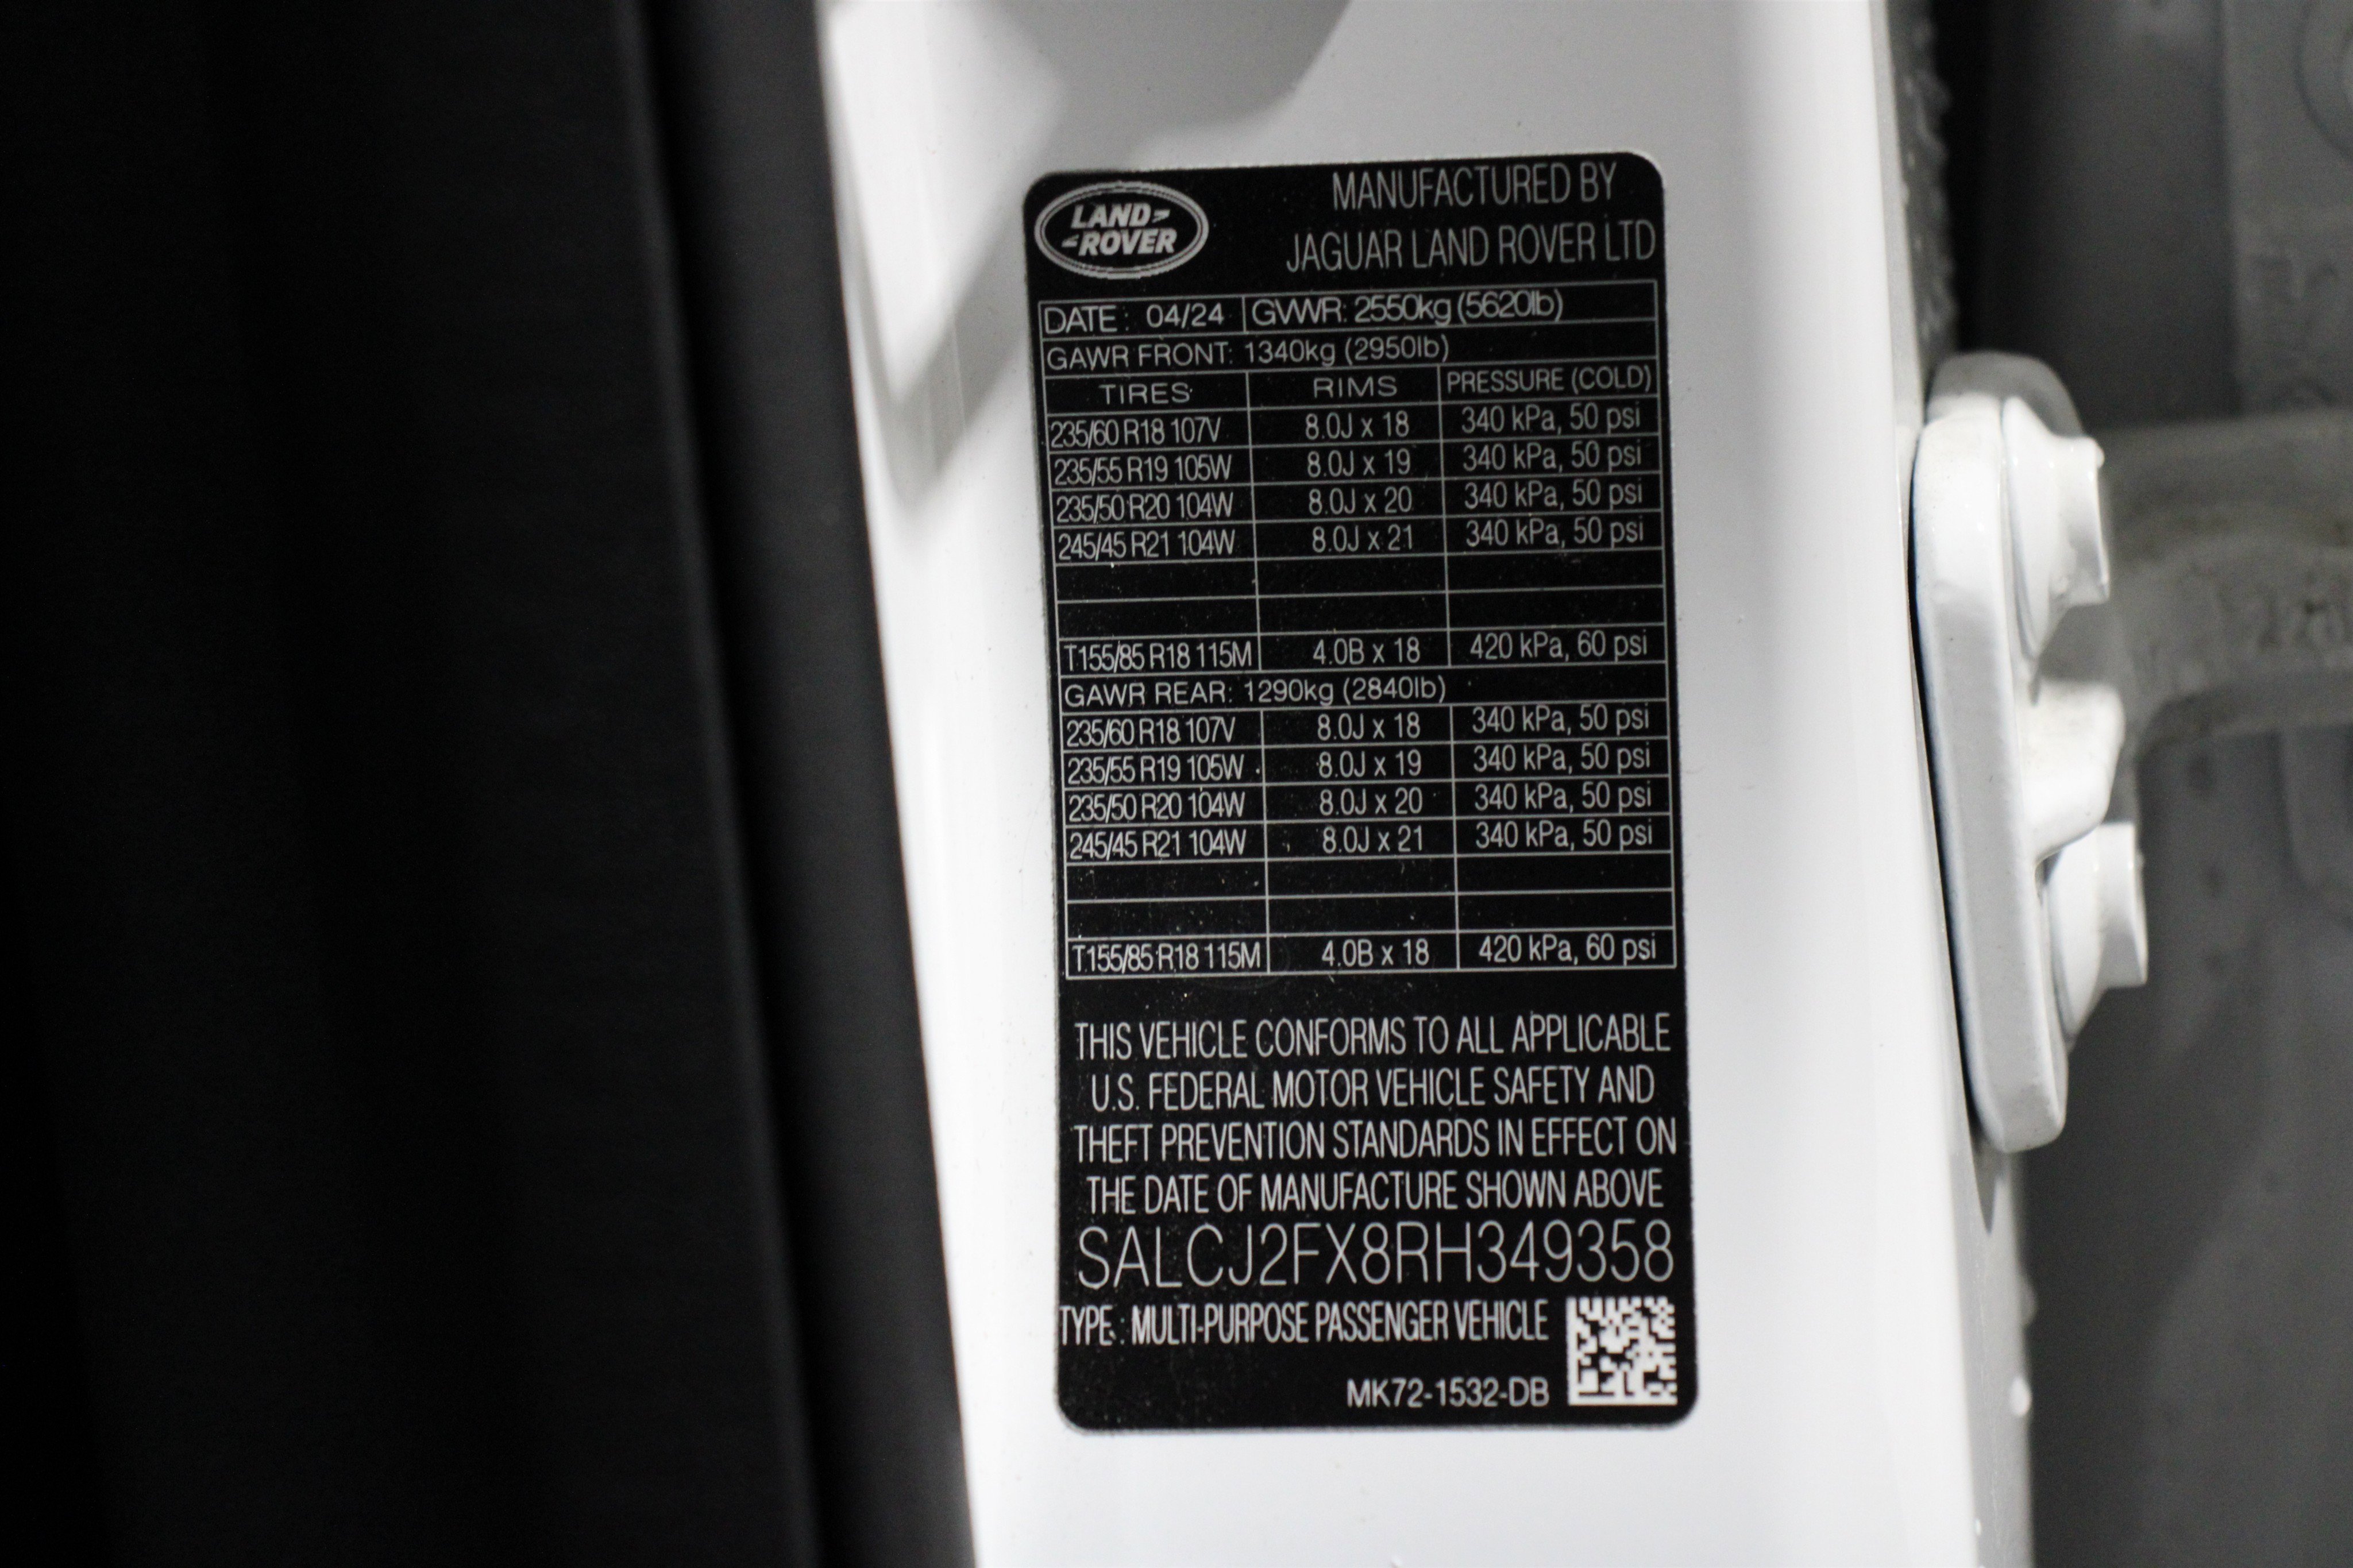 LAND
ROVER
MANUFACTURED BY
JAGUAR LAND ROVER LTD
DATE: 04/24 GVWR: 2550kg (5620lb)
GAWR FRONT: 1340kg (2950lb)
TIRES RIMS PRESSURE (COLD)
235/60 R18 107V 8.0J x 18 340 kPa, 50 psi
235/55 R19 105W 8.0J x 19 340 kPa, 50 psi
235/50 R20 104W 8.0J x 20 340 kPa, 50 psi
245/45 R21 104W 8.0J x 21 340 kPa, 50 psi
T155/85 R18 115M 4.0B x 18 420 kPa, 60 psi
GAWR REAR: 1290kg (2840lb)
235/60 R18 107V 8.0J x 18 340 kPa, 50 psi
235/55 R19 105W 8.0J x 19 340 kPa, 50 psi
235/50 R20 104W 8.0J x 20 340 kPa, 50 psi
245/45 R21 104W 8.0J x 21 340 kPa, 50 psi
T155/85 R18 115M 4.0B x 18 420 kPa, 60 psi
THIS VEHICLE CONFORMS TO ALL APPLICABLE
U.S. FEDERAL MOTOR VEHICLE SAFETY AND
THEFT PREVENTION STANDARDS IN EFFECT ON
THE DATE OF MANUFACTURE SHOWN ABOVE
SALCJ2FX8RH349358
TYPE: MULTI-PURPOSE PASSENGER VEHICLE
MK72-1532-DB